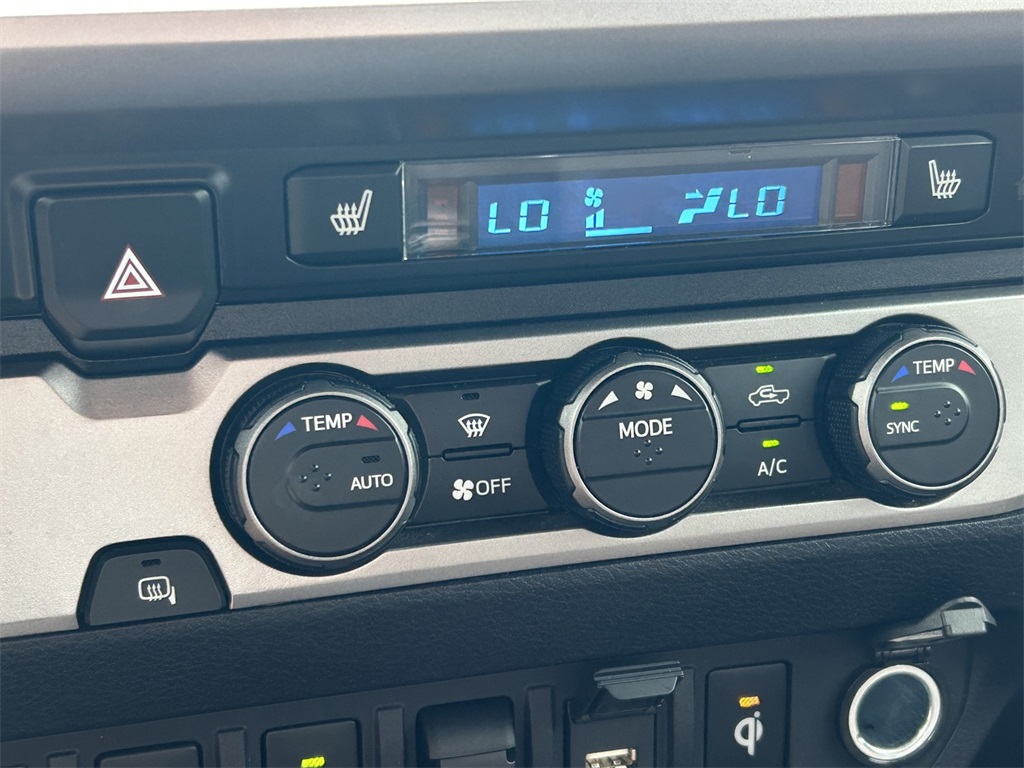 LO
LO
TEMP
AUTO
OFF
MODE
A/C
TEMP
SYNC